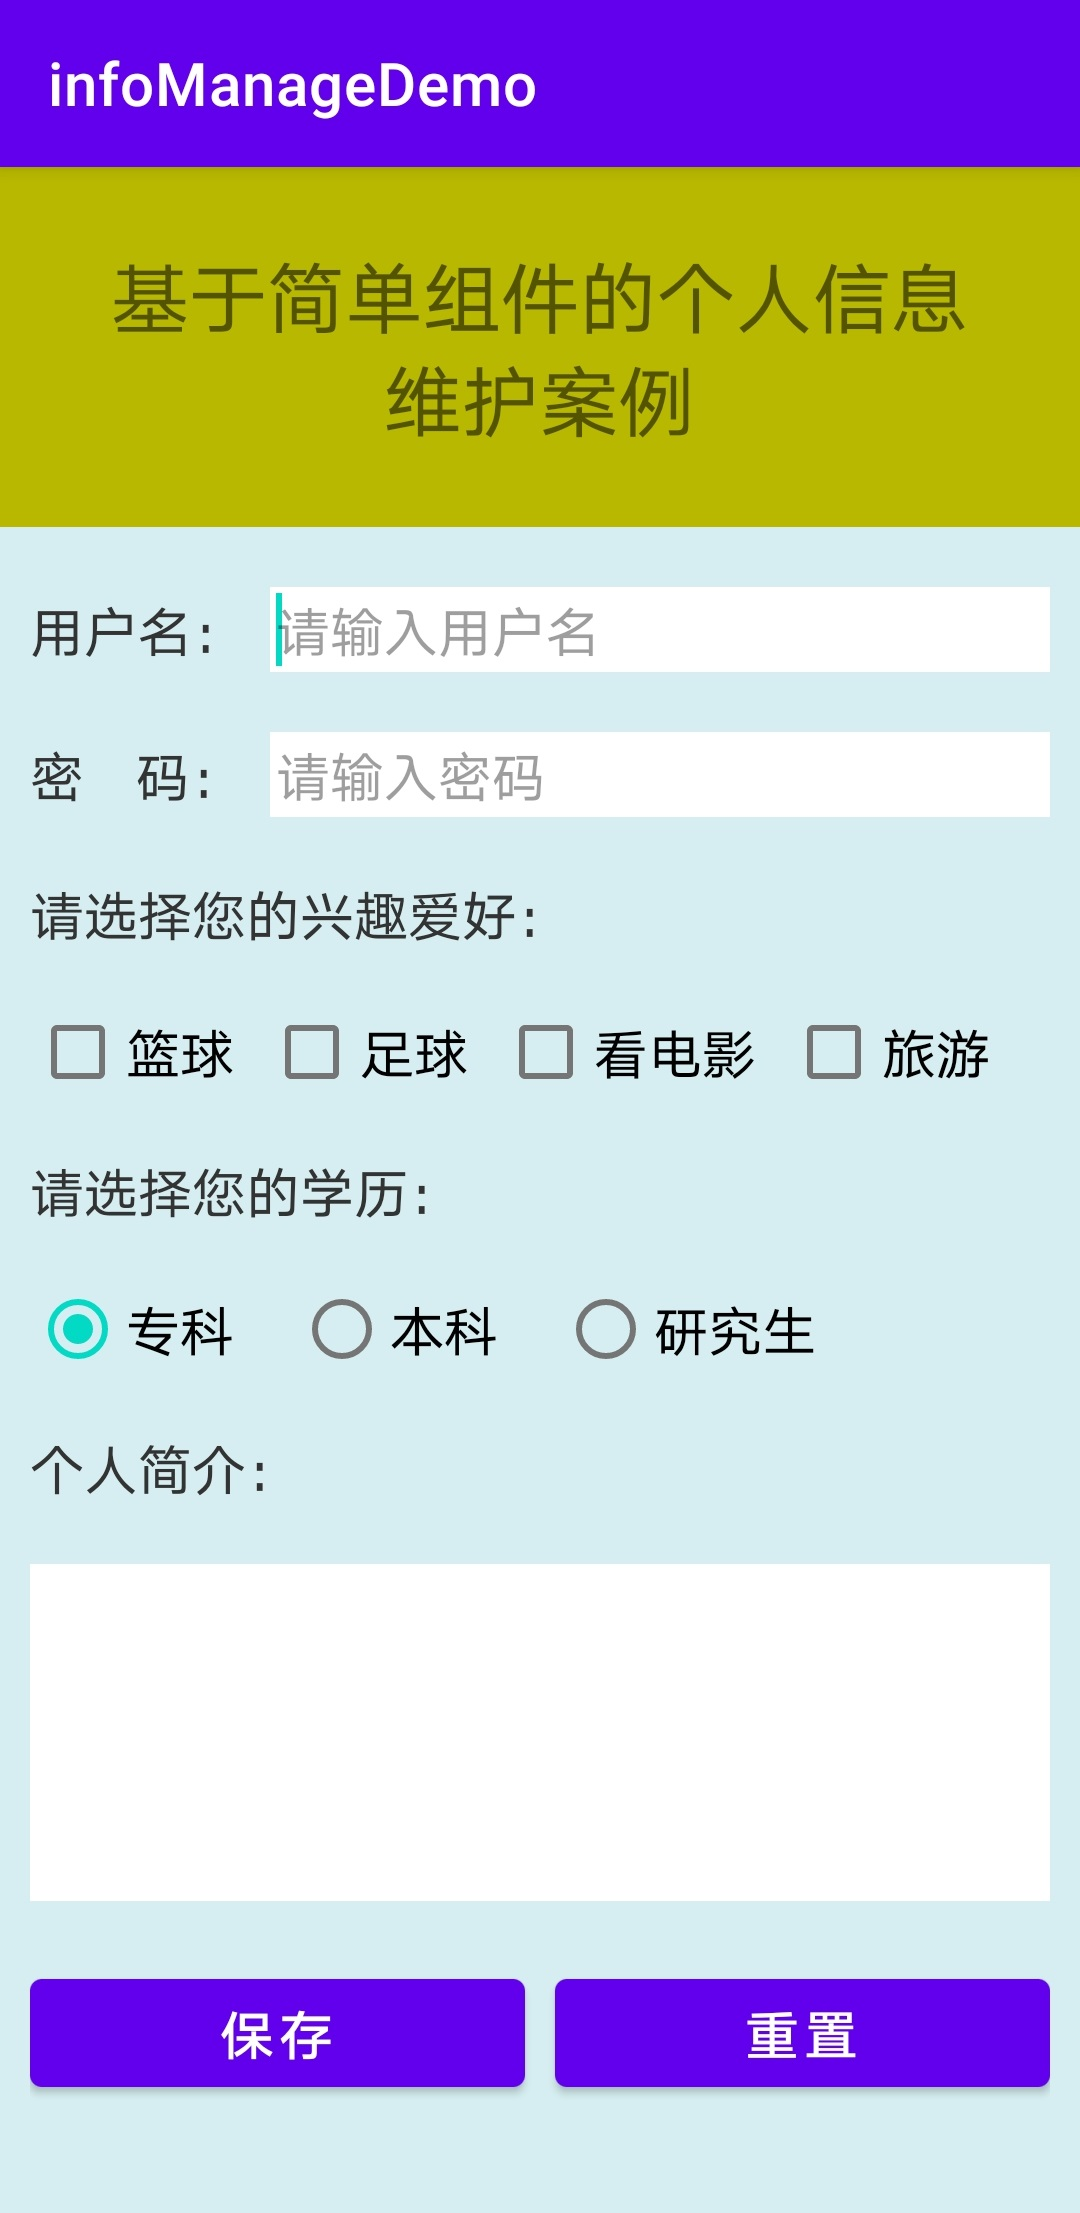 infoManageDemo
基于简单组件的个人信息
维护案例
用户名: 请输入用户名
密　码: 请输入密码
请选择您的兴趣爱好:
篮球 足球 看电影 旅游
请选择您的学历:
专科 本科 研究生
个人简介:
保存 重置